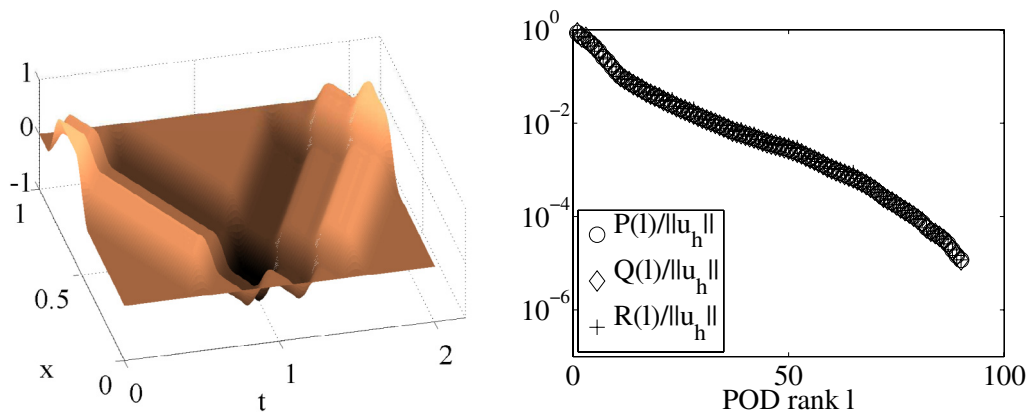 1
0
-1
1
0.5
0
x
0
1
2
t
10^0
10^-2
10^-4
10^-6
P(l)/||u_h||
Q(l)/||u_h||
R(l)/||u_h||
0
50
100
POD rank l